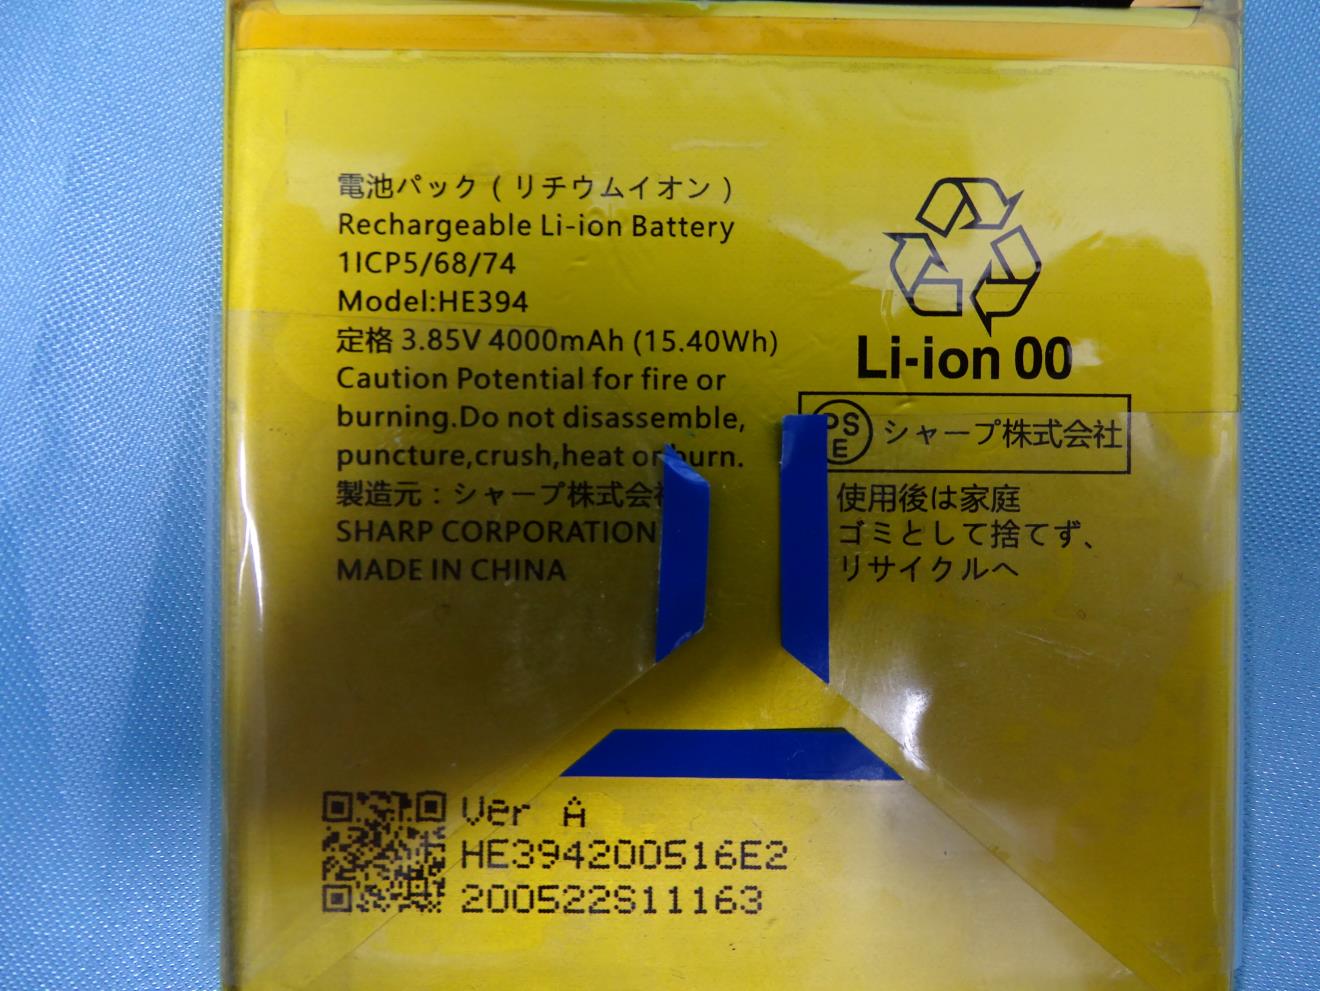 電池パック ( リチウムイオン )
Rechargeable Li-ion Battery
1ICP5/68/74
Model:HE394
定格 3.85V 4000mAh (15.40Wh)
Caution Potential for fire or
burning.Do not disassemble,
puncture,crush,heat or burn.
製造元：シャープ株式会社
SHARP CORPORATION
MADE IN CHINA
Li-ion 00
PSE シャープ株式会社
使用後は家庭
ゴミとして捨てず、
リサイクルへ
Ver A
HE394200516E2
200522S11163